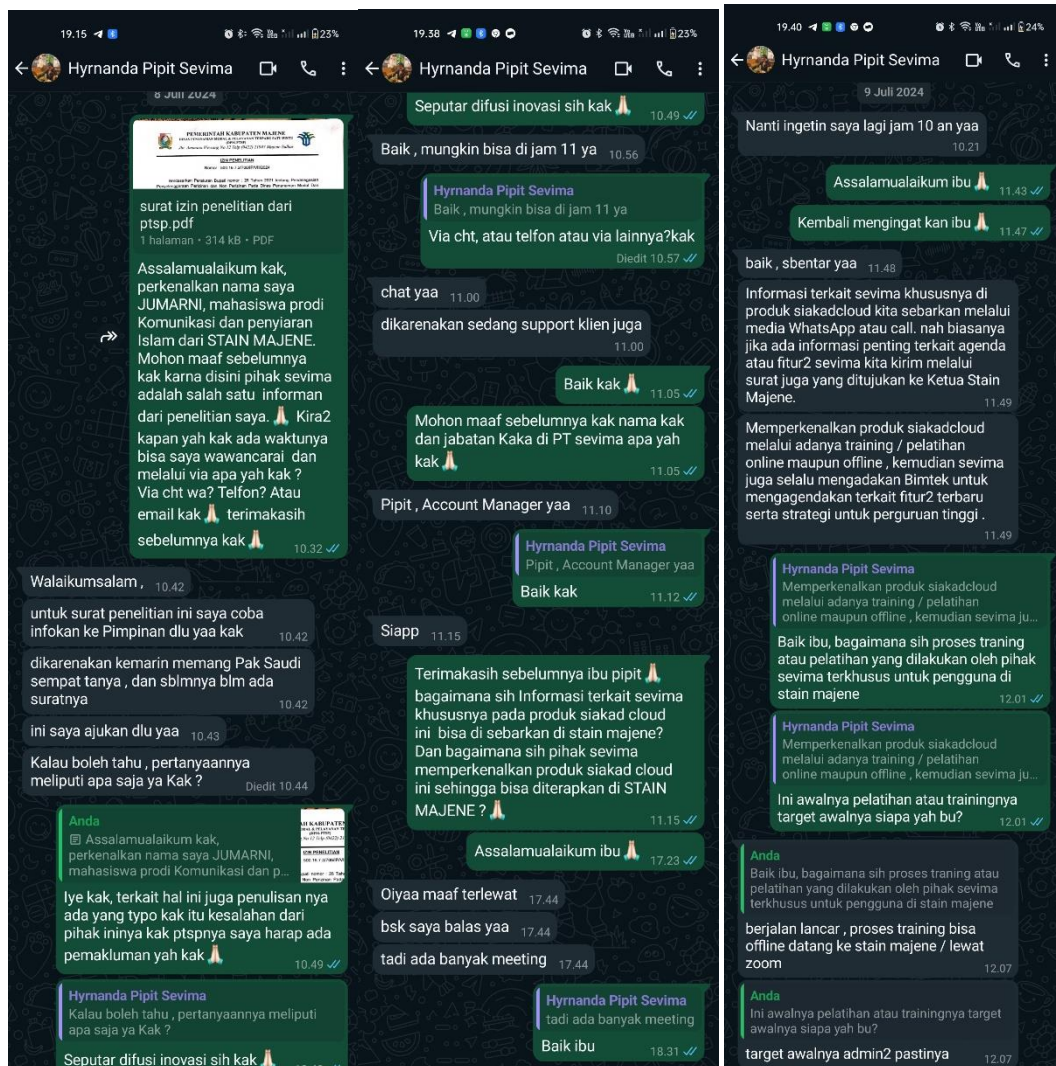 19.15
23%
Hyrnanda Pipit Sevima
8 Juli 2024
PEMERINTAH KABUPATEN MAJENE
IZIN PENELITIAN
surat izin penelitian dari
ptsp.pdf
1 halaman • 314 kB • PDF
Assalamualaikum kak,
perkenalkan nama saya
JUMARNI, mahasiswa prodi
Komunikasi dan penyiaran
Islam dari STAIN MAJENE.
Mohon maaf sebelumnya
kak karna disini pihak sevima
adalah salah satu informan
dari penelitian saya.🙏🏻 Kira2
kapan yah kak ada waktunya
bisa saya wawancarai dan
melalui via apa yah kak ?
Via cht wa? Telfon? Atau
email kak🙏🏻 terimakasih
sebelumnya kak🙏🏻
10.32
Walaikumsalam ,
10.42
untuk surat penelitian ini saya coba
infokan ke Pimpinan dlu yaa kak
10.42
dikarenakan kemarin memang Pak Saudi
sempat tanya , dan sblmnya blm ada
suratnya
10.42
ini saya ajukan dlu yaa
10.43
Kalau boleh tahu , pertanyaannya
meliputi apa saja ya Kak ?
Diedit 10.44
Anda
Assalamualaikum kak,
perkenalkan nama saya JUMARNI,
mahasiswa prodi Komunikasi dan p...
Iye kak, terkait hal ini juga penulisan nya
ada yang typo kak itu kesalahan dari
pihak ininya kak ptspnya saya harap ada
pemakluman yah kak🙏🏻
10.49
Hyrnanda Pipit Sevima
Kalau boleh tahu , pertanyaannya meliputi
apa saja ya Kak ?
Seputar difusi inovasi sih kak🙏🏻
19.38
23%
Hyrnanda Pipit Sevima
Seputar difusi inovasi sih kak🙏🏻
10.49
Baik , mungkin bisa di jam 11 ya
10.56
Hyrnanda Pipit Sevima
Baik , mungkin bisa di jam 11 ya
Via cht, atau telfon atau via lainnya?kak
Diedit 10.57
chat yaa
11.00
dikarenakan sedang support klien juga
11.00
Baik kak🙏🏻
11.05
Mohon maaf sebelumnya kak nama kak
dan jabatan Kaka di PT sevima apa yah
kak🙏🏻
11.05
Pipit , Account Manager yaa
11.10
Hyrnanda Pipit Sevima
Pipit , Account Manager yaa
Baik kak
11.12
Siapp
11.15
Terimakasih sebelumnya ibu pipit🙏🏻
bagaimana sih Informasi terkait sevima
khususnya pada produk siakad cloud
ini bisa di sebarkan di stain majene?
Dan bagaimana sih pihak sevima
memperkenalkan produk siakad cloud
ini sehingga bisa diterapkan di STAIN
MAJENE ?🙏🏻
11.15
Assalamualaikum ibu🙏🏻
17.23
Oiyaa maaf terlewat
17.44
bsk saya balas yaa
17.44
tadi ada banyak meeting
17.44
Hyrnanda Pipit Sevima
tadi ada banyak meeting
Baik ibu
18.31
19.40
24%
Hyrnanda Pipit Sevima
9 Juli 2024
Nanti ingetin saya lagi jam 10 an yaa
10.21
Assalamualaikum ibu🙏🏻
11.43
Kembali mengingat kan ibu🙏🏻
11.47
baik , sbentar yaa
11.48
Informasi terkait sevima khususnya di
produk skadcloud kita sebarkan melalui
media WhatsApp atau call. nah biasanya
jika ada informasi penting terkait agenda
atau fitur2 sevima kita kirim melalui
surat juga yang ditujukan ke Ketua Stain
Majene.
11.49
Memperkenalkan produk siakadcloud
melalui adanya training / pelatihan
online maupun offline , kemudian sevima
juga selalu mengadakan Bimtek untuk
mengagendakan terkait fitur2 terbaru
serta strategi untuk perguruan tinggi .
11.49
Hyrnanda Pipit Sevima
Memperkenalkan produk siakadcloud
melalui adanya training / pelatihan
online maupun offline , kemudian sevima ju...
Baik ibu, bagaimana sih proses traning
atau pelatihan yang dilakukan oleh pihak
sevima terkhusus untuk pengguna di
stain majene
12.01
Hyrnanda Pipit Sevima
Memperkenalkan produk siakadcloud
melalui adanya training / pelatihan
online maupun offline , kemudian sevima ju...
Ini awalnya pelatihan atau trainingnya
target awalnya siapa yah bu?
12.01
Anda
Baik ibu, bagaimana sih proses traning atau
pelatihan yang dilakukan oleh pihak sevima
terkhusus untuk pengguna di stain majene
berjalan lancar , proses training bisa
offline datang ke stain majene / lewat
zoom
12.07
Anda
Ini awalnya pelatihan atau trainingnya target
awalnya siapa yah bu?
target awalnya admin2 pastinya
12.07